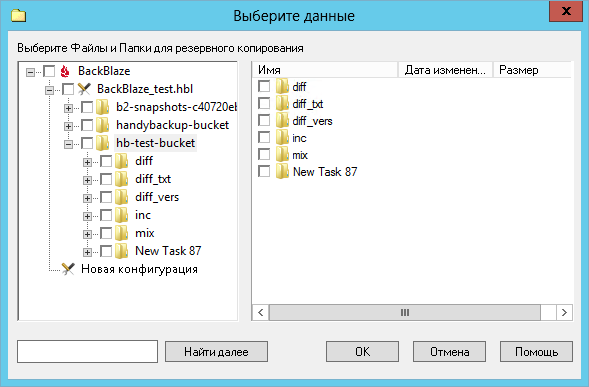 Выберите данные
x
Выберите Файлы и Папки для резервного копирования
BackBlaze
BackBlaze_test.hbl
b2-snapshots-c40720eb
handybackup-bucket
hb-test-bucket
diff
diff_txt
diff_vers
inc
mix
New Task 87
Новая конфигурация
Имя Дата изменен... Размер
diff
diff_txt
diff_vers
inc
mix
New Task 87
Найти далее OK Отмена Помощь